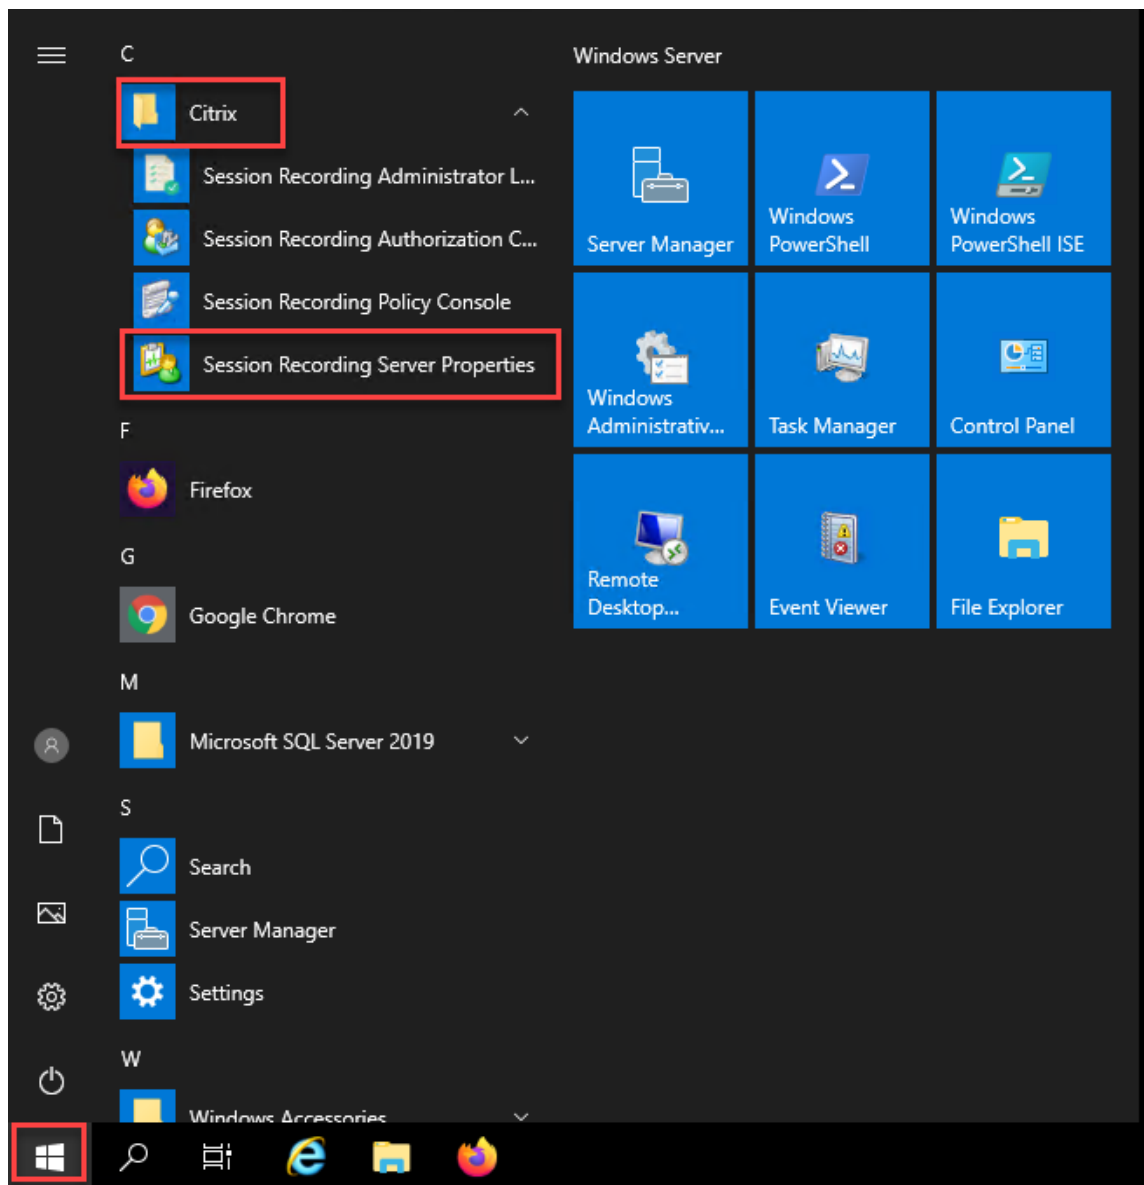 C
Citrix
Session Recording Administrator L...
Session Recording Authorization C...
Session Recording Policy Console
Session Recording Server Properties
F
Firefox
G
Google Chrome
M
Microsoft SQL Server 2019
S
Search
Server Manager
Settings
W
Windows Accessories
Windows Server
Server Manager
Windows
PowerShell
Windows
PowerShell ISE
Windows
Administrativ...
Task Manager
Control Panel
Remote
Desktop...
Event Viewer
File Explorer